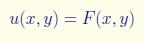 u(x, y) = F(x, y)